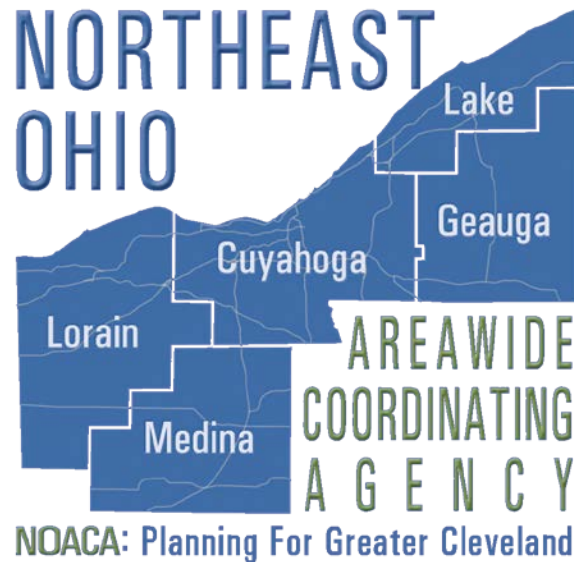 NORTHEAST
OHIO
Lake
Geauga
Cuyahoga
Lorain
Medina
AREAWIDE
COORDINATING
AGENCY
NOACA: Planning For Greater Cleveland